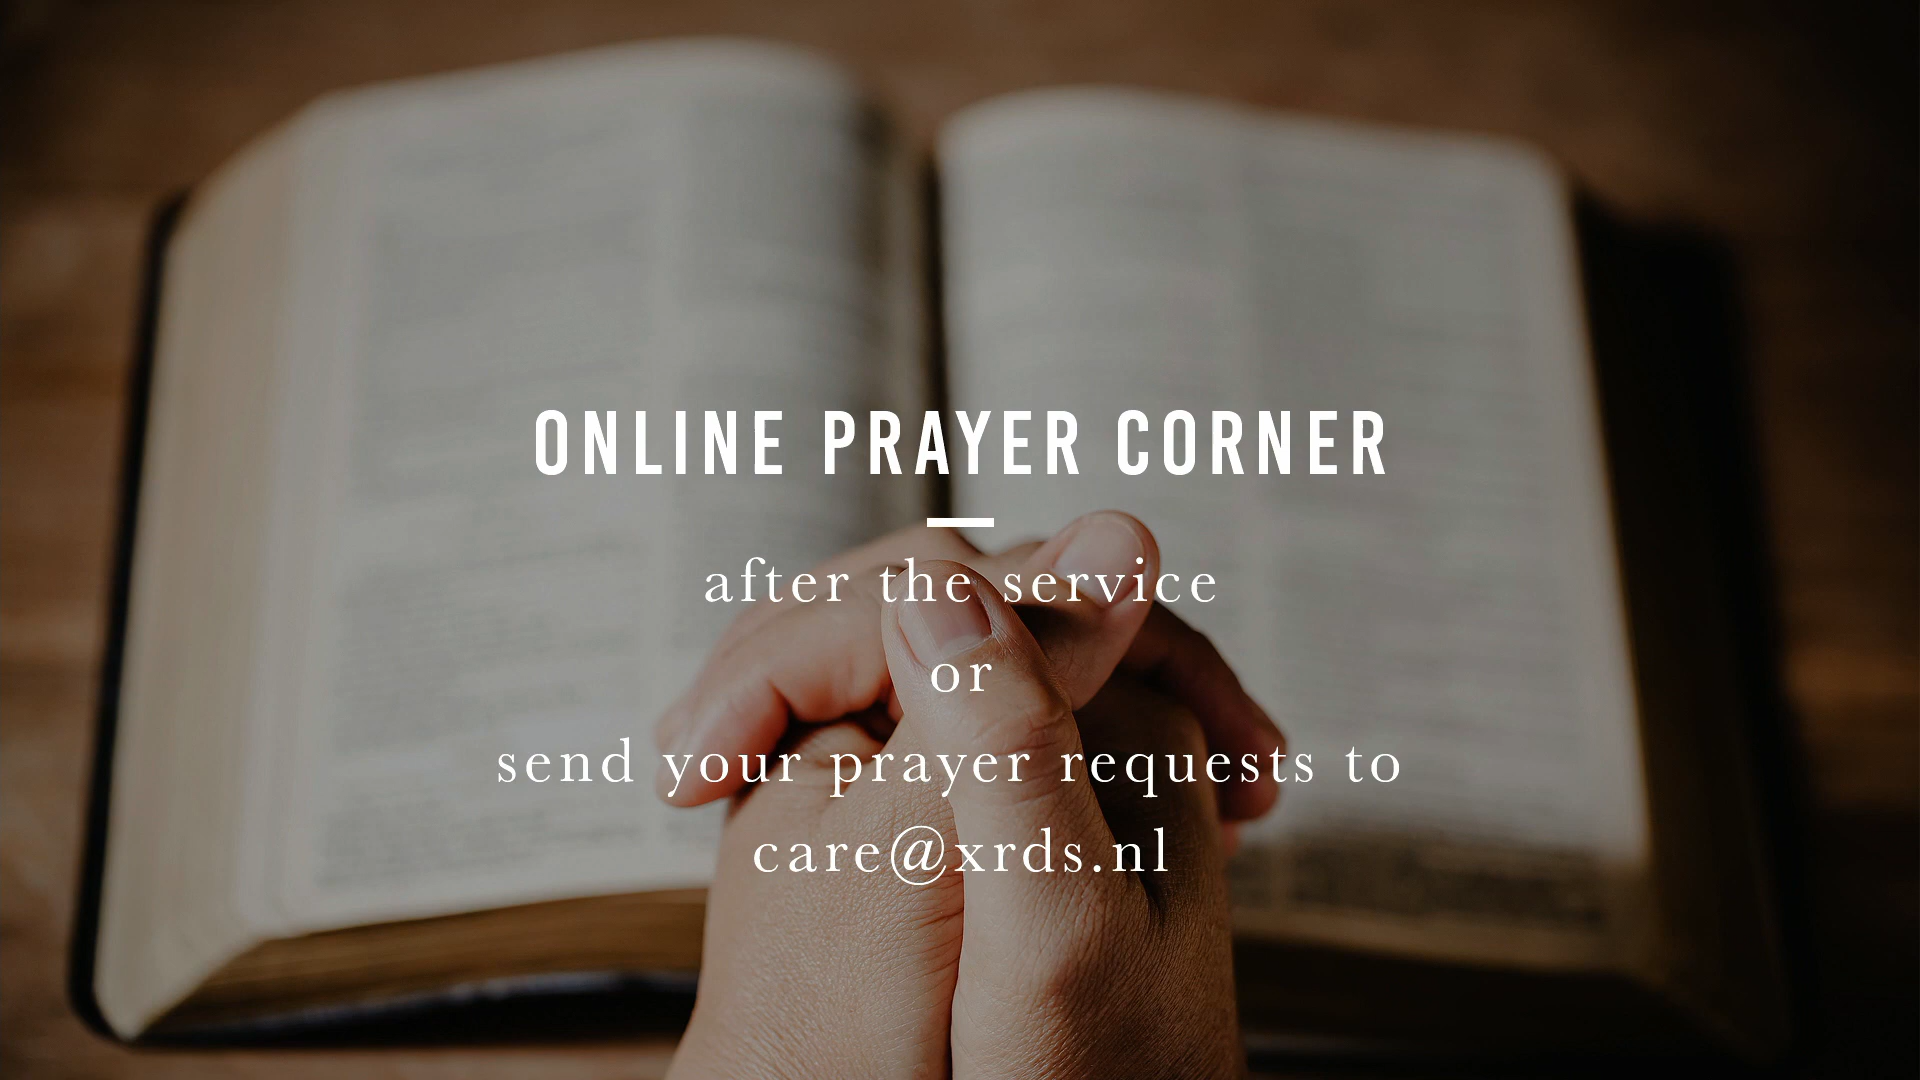 ONLINE PRAYER CORNER
after the service
or
send your prayer requests to
care@xrds.nl